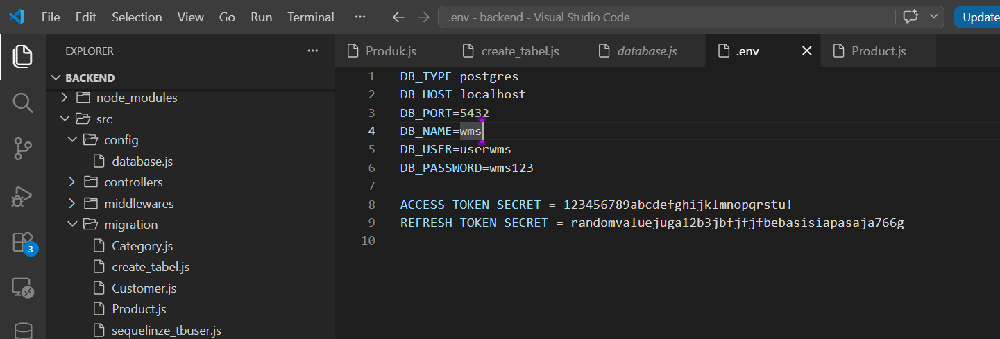 File Edit Selection View Go Run Terminal ··· .env - backend - Visual Studio Code Update
EXPLORER ···
Produk.js create_tabel.js database.js .env Product.js
BACKEND
node_modules
src
config
database.js
controllers
middlewares
migration
Category.js
create_tabel.js
Customer.js
Product.js
sequelinze_tbuser.js
3
1 DB_TYPE=postgres
2 DB_HOST=localhost
3 DB_PORT=5432
4 DB_NAME=wms
5 DB_USER=userwms
6 DB_PASSWORD=wms123
7
8 ACCESS_TOKEN_SECRET = 123456789abcdefghijklmnopqrstu!
9 REFRESH_TOKEN_SECRET = randomvaluejuga12b3jbfjfjfbebasisiapasaja766g
10